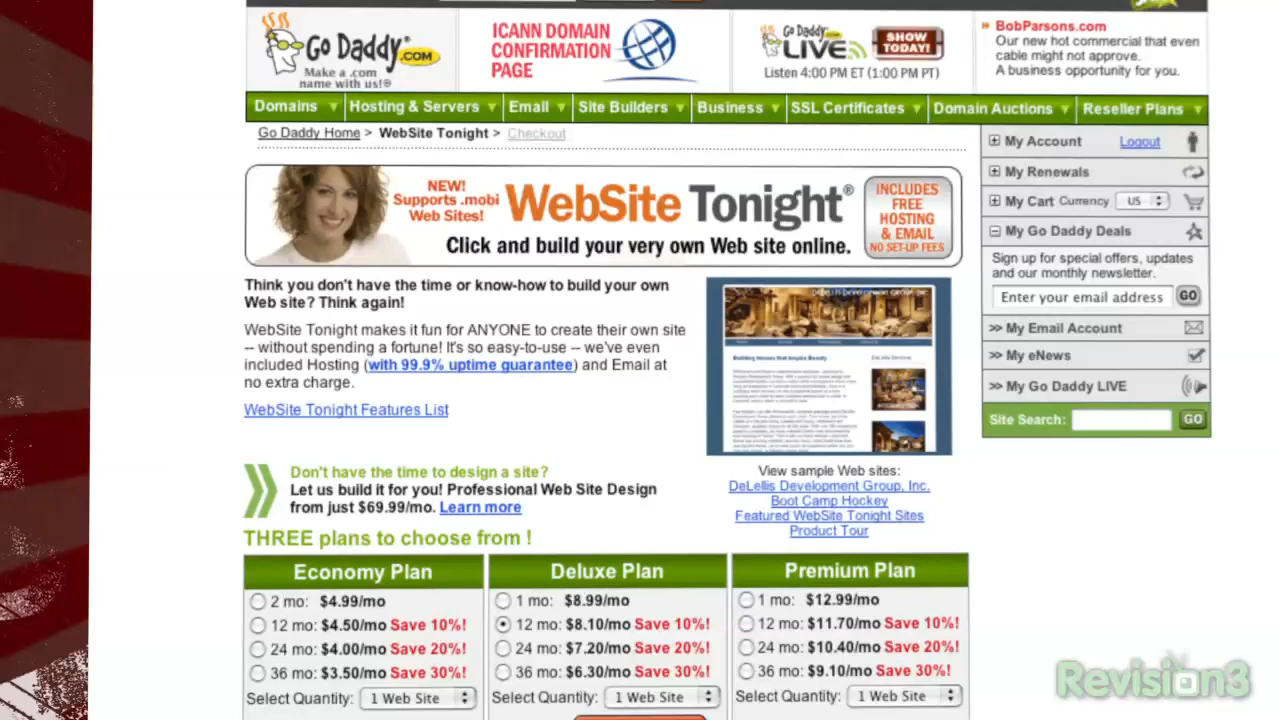 Go Daddy.COM
Make a .com
name with us!®
ICANN DOMAIN
CONFIRMATION
PAGE
Go Daddy.COM
LIVE
SHOW
TODAY!
Listen 4:00 PM ET (1:00 PM PT)
BobParsons.com
Our new hot commercial that even
cable might not approve.
A business opportunity for you.
Domains
Hosting & Servers
Email
Site Builders
Business
SSL Certificates
Domain Auctions
Reseller Plans
Go Daddy Home > WebSite Tonight > Checkout
NEW!
Supports .mobi
Web Sites!
WebSite Tonight®
Click and build your very own Web site online.
INCLUDES
FREE
HOSTING
& EMAIL
NO SET-UP FEES
My Account
Logout
My Renewals
My Cart Currency US
My Go Daddy Deals
Sign up for special offers, updates
and our monthly newsletter.
Enter your email address GO
>> My Email Account
>> My eNews
>> My Go Daddy LIVE
Site Search: GO
Think you don't have the time or know-how to build your own
Web site? Think again!
WebSite Tonight makes it fun for ANYONE to create their own site
-- without spending a fortune! It's so easy-to-use -- we've even
included Hosting (with 99.9% uptime guarantee) and Email at
no extra charge.
WebSite Tonight Features List
DELELLIS DEVELOPMENT GROUP, INC.
Building Homes that Inspire Beauty
Don't have the time to design a site?
Let us build it for you! Professional Web Site Design
from just $69.99/mo. Learn more
View sample Web sites:
DeLellis Development Group, Inc.
Boot Camp Hockey
Featured WebSite Tonight Sites
Product Tour
THREE plans to choose from !
Economy Plan
2 mo: $4.99/mo
12 mo: $4.50/mo Save 10%!
24 mo: $4.00/mo Save 20%!
36 mo: $3.50/mo Save 30%!
Select Quantity: 1 Web Site
Deluxe Plan
1 mo: $8.99/mo
12 mo: $8.10/mo Save 10%!
24 mo: $7.20/mo Save 20%!
36 mo: $6.30/mo Save 30%!
Select Quantity: 1 Web Site
Premium Plan
1 mo: $12.99/mo
12 mo: $11.70/mo Save 10%!
24 mo: $10.40/mo Save 20%!
36 mo: $9.10/mo Save 30%!
Select Quantity: 1 Web Site
Revision3